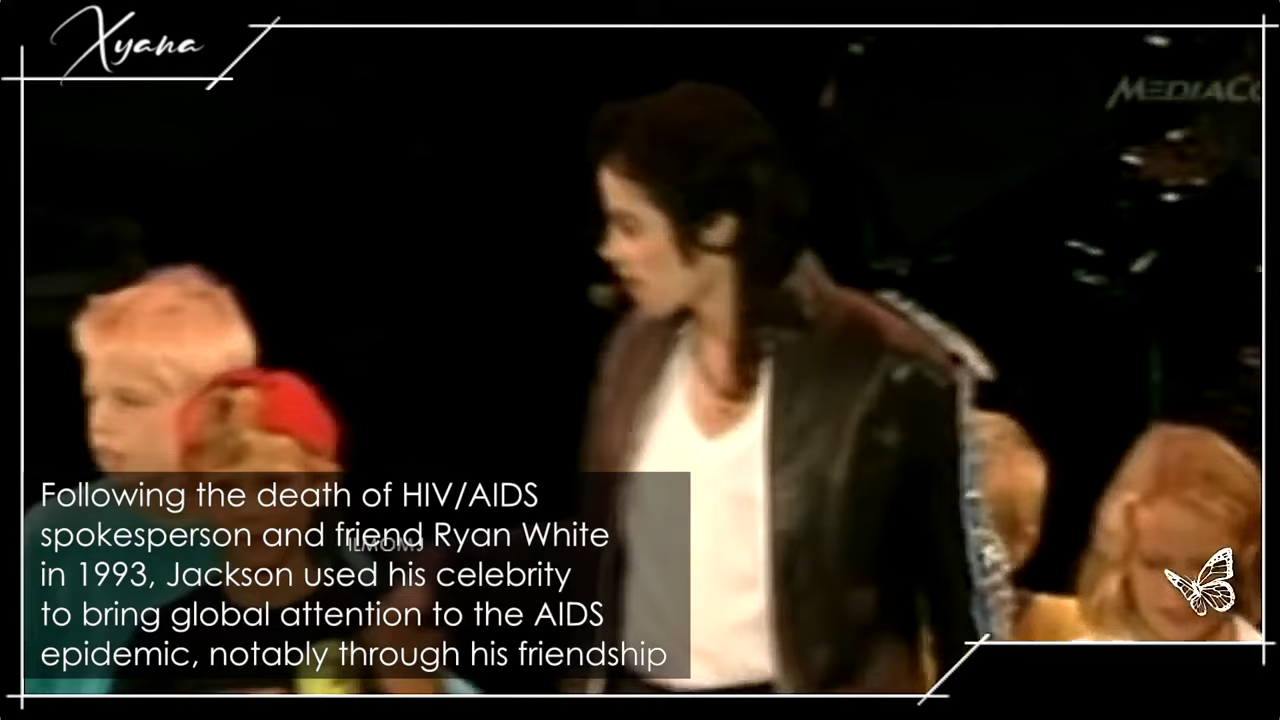 Xyana
MEDIACO
Following the death of HIV/AIDS
spokesperson and friend Ryan White
in 1993, Jackson used his celebrity
to bring global attention to the AIDS
epidemic, notably through his friendship